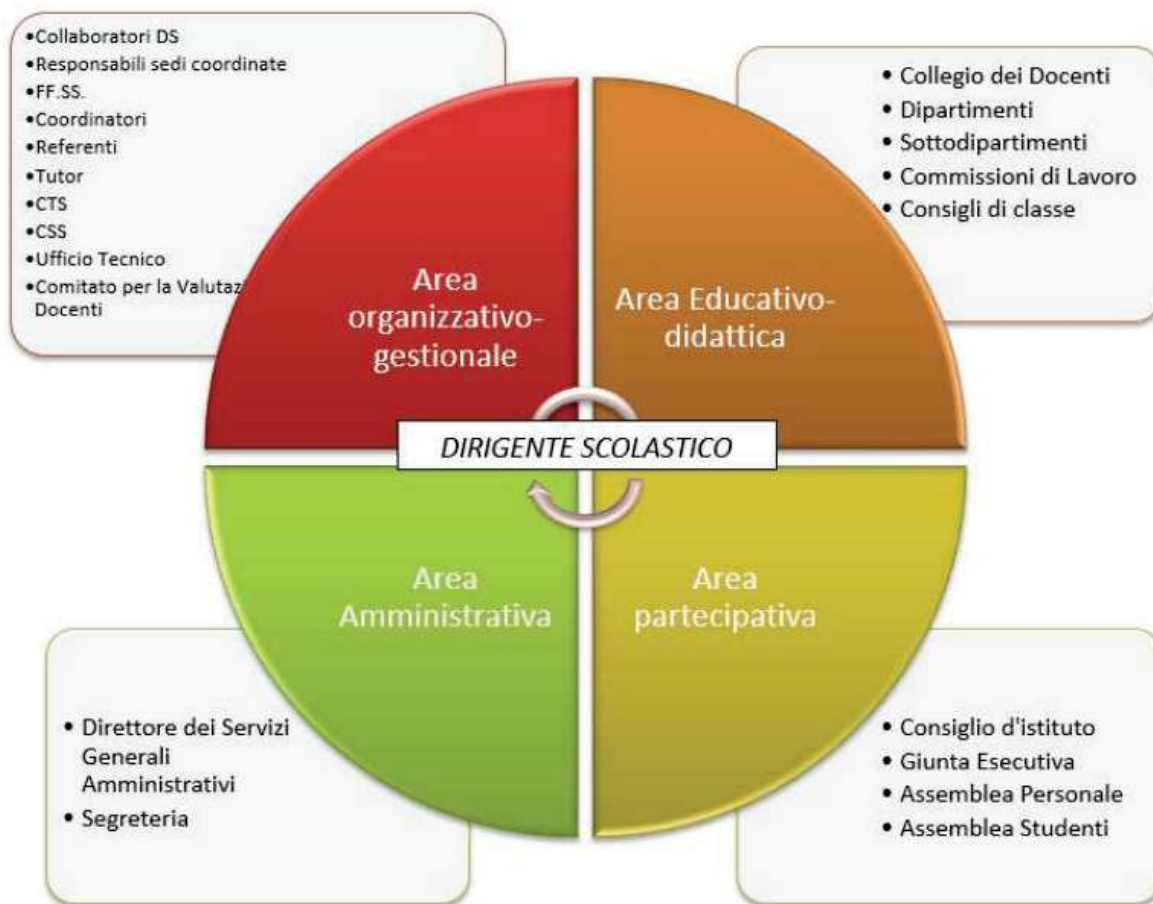 •Collaboratori DS
•Responsabili sedi coordinate
•FF.SS.
•Coordinatori
•Referenti
•Tutor
•CTS
•CSS
•Ufficio Tecnico
•Comitato per la Valutaz
Docenti
• Collegio dei Docenti
• Dipartimenti
• Sottodipartimenti
• Commissioni di Lavoro
• Consigli di classe
Area
organizzativo-
gestionale
Area Educativo-
didattica
DIRIGENTE SCOLASTICO
Area
Amministrativa
Area
partecipativa
• Direttore dei Servizi
Generali
Amministrativi
• Segreteria
• Consiglio d'istituto
• Giunta Esecutiva
• Assemblea Personale
• Assemblea Studenti